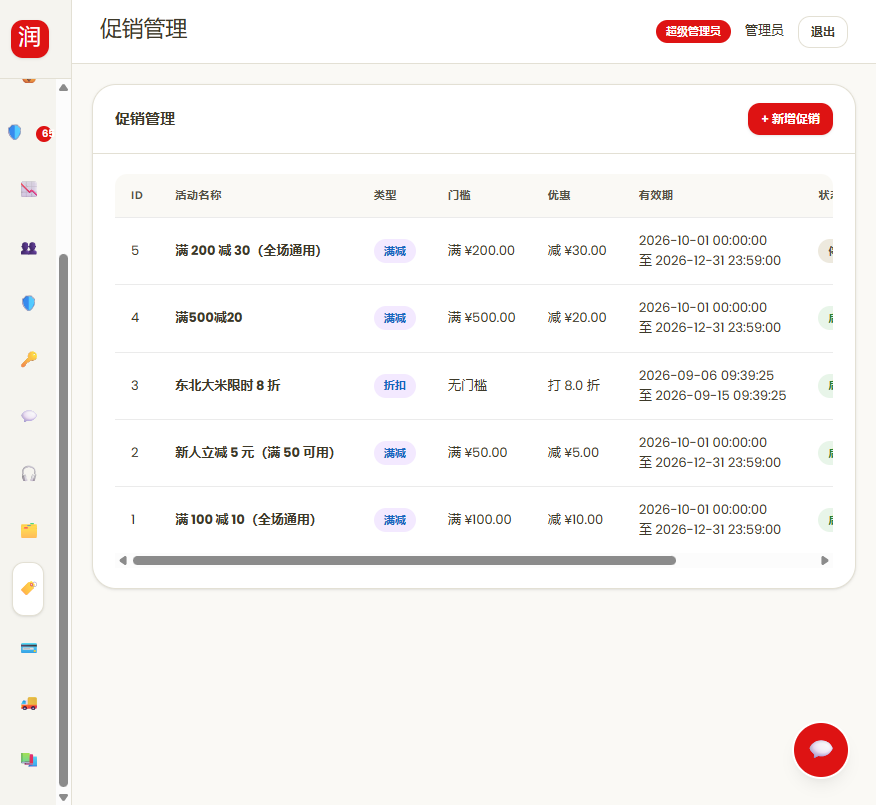 润
促销管理
超级管理员
管理员
退出
促销管理
+ 新增促销
ID 活动名称 类型 门槛 优惠 有效期
5 满 200 减 30（全场通用） 满减 满 ¥200.00 减 ¥30.00 2026-10-01 00:00:00
至 2026-12-31 23:59:00
4 满500减20 满减 满 ¥500.00 减 ¥20.00 2026-10-01 00:00:00
至 2026-12-31 23:59:00
3 东北大米限时 8 折 折扣 无门槛 打 8.0 折 2026-09-06 09:39:25
至 2026-09-15 09:39:25
2 新人立减 5 元（满 50 可用） 满减 满 ¥50.00 减 ¥5.00 2026-10-01 00:00:00
至 2026-12-31 23:59:00
1 满 100 减 10（全场通用） 满减 满 ¥100.00 减 ¥10.00 2026-10-01 00:00:00
至 2026-12-31 23:59:00